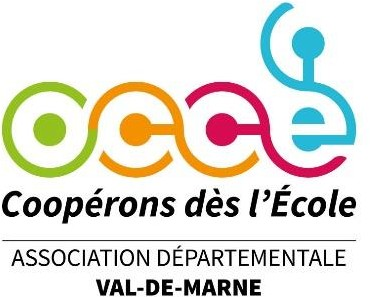 occe
Coopérons dès l'École
ASSOCIATION DÉPARTEMENTALE
VAL-DE-MARNE